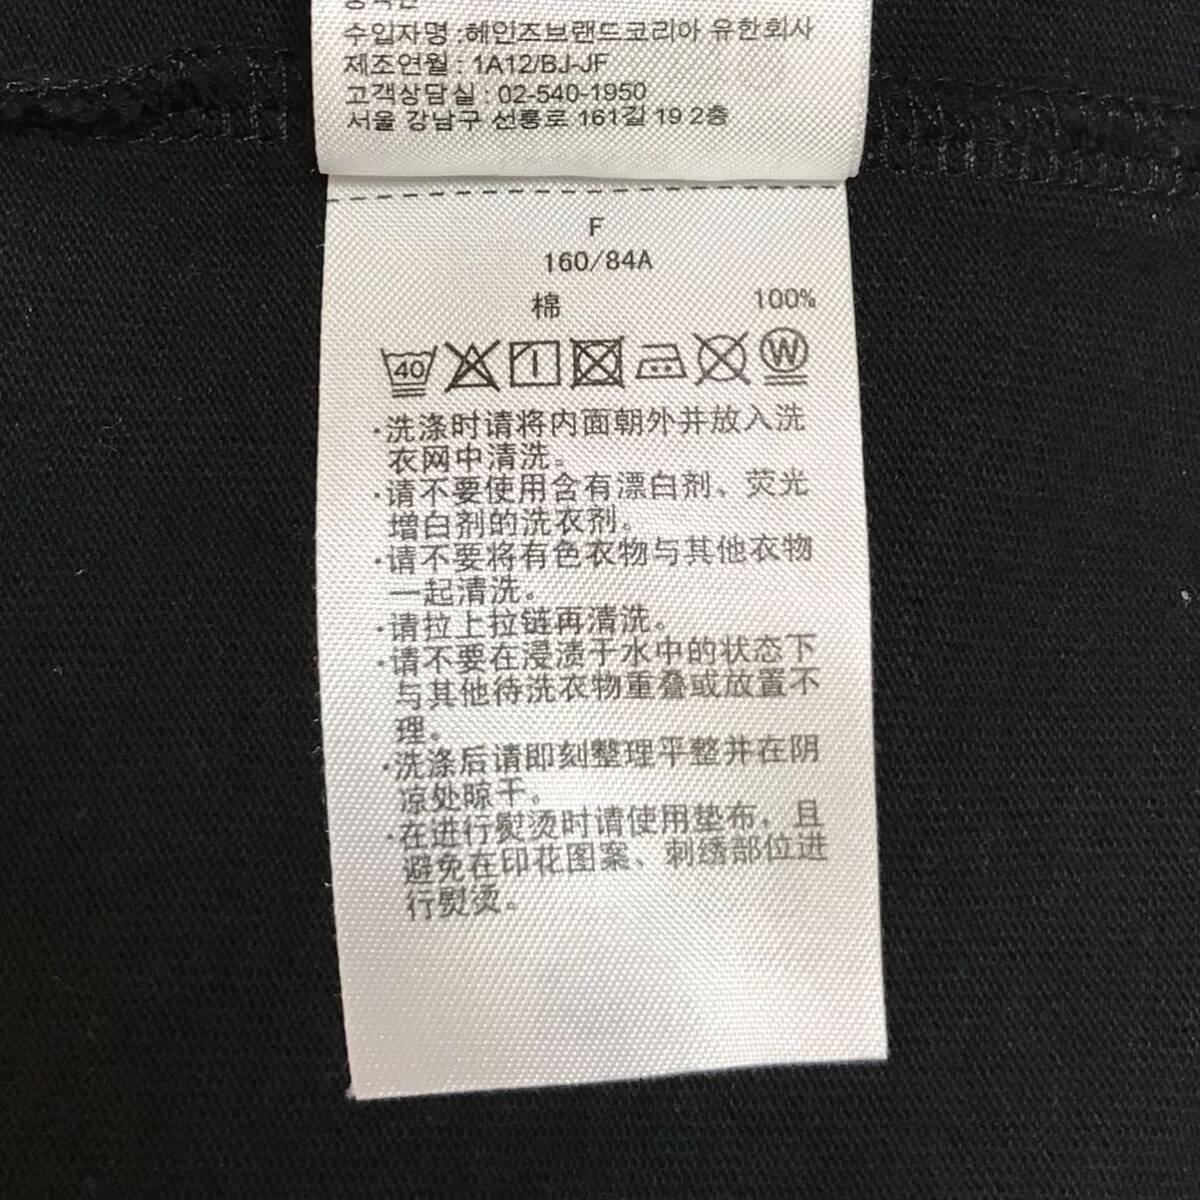 수입자명 : 헤인즈브랜드코리아 유한회사
제조연월 : 1A12/BJ-JF
고객상담실 : 02-540-1950
서울 강남구 선릉로 161길 19 2층
F
160/84A
棉 100%
40 W
·洗涤时请将内面朝外并放入洗
衣网中清洗。
·请不要使用含有漂白剂、荧光
增白剂的洗衣剂。
·请不要将有色衣物与其他衣物
一起清洗。
·请拉上拉链再清洗。
·请不要在浸渍于水中的状态下
与其他待洗衣物重叠或放置不
理。
·洗涤后请即刻整理平整并在阴
凉处晾干。
·在进行熨烫时请使用垫布，且
避免在印花图案、刺绣部位进
行熨烫。